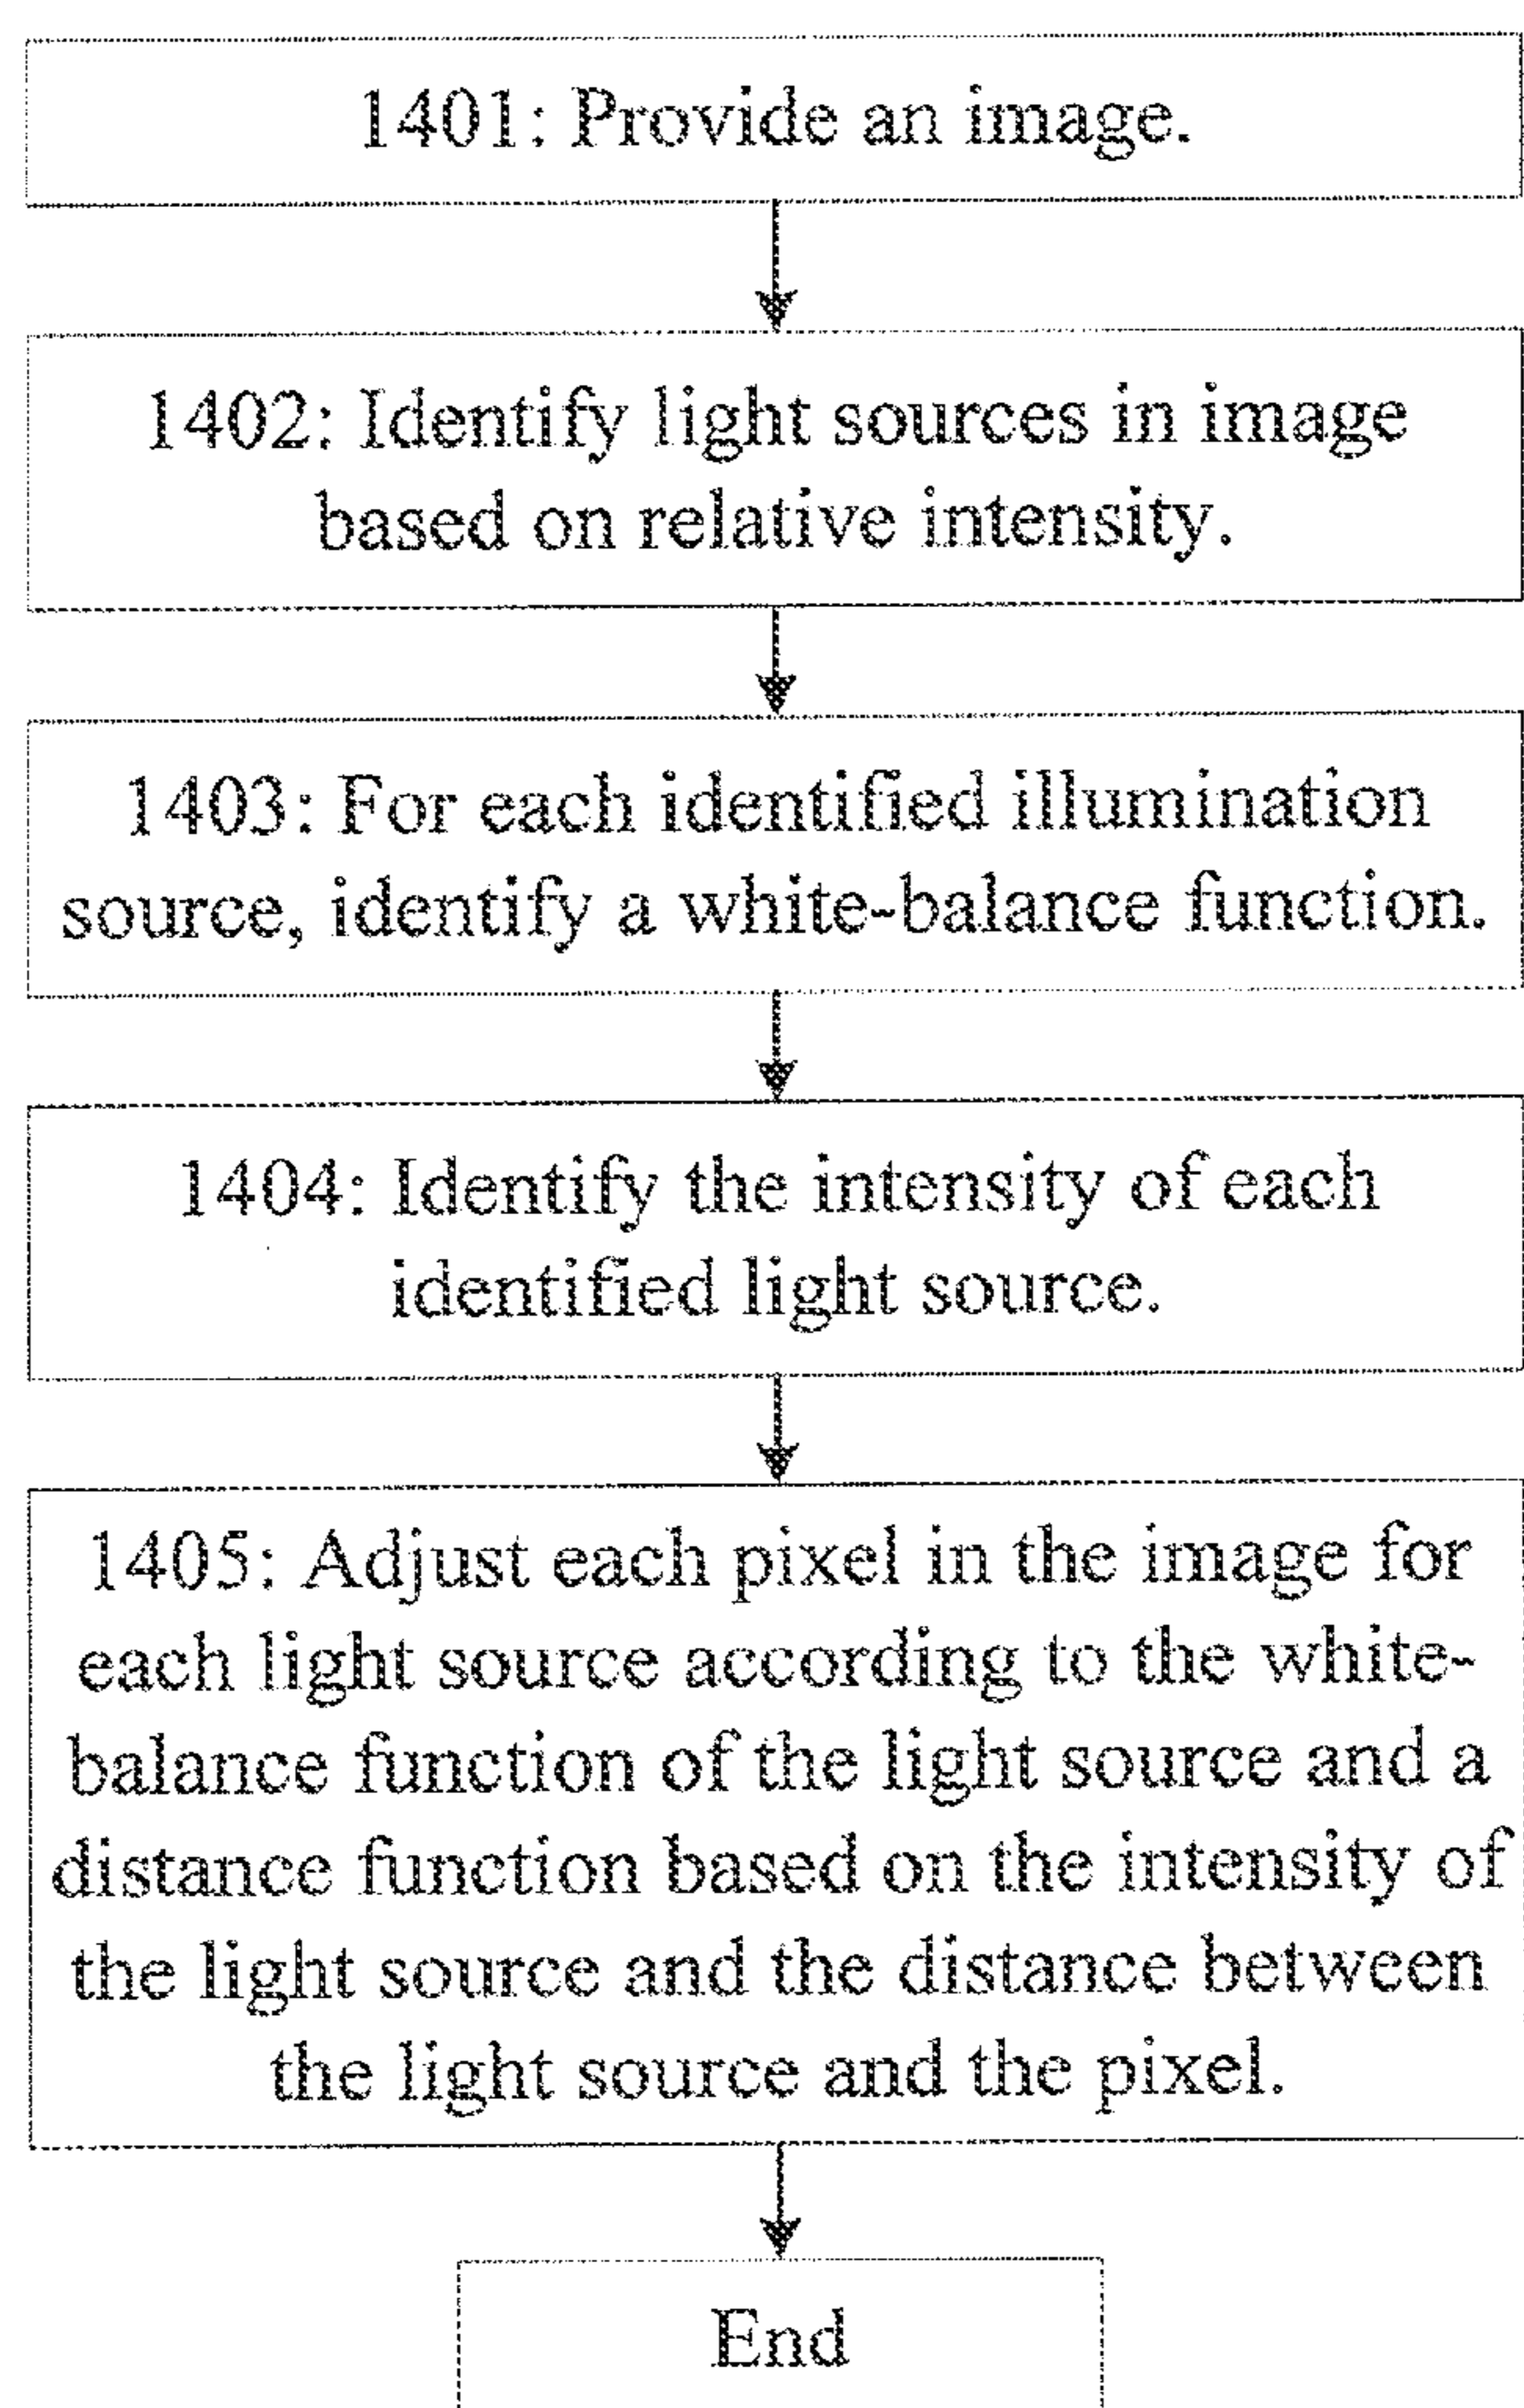 1401: Provide an image.
1402: Identify light sources in image
based on relative intensity.
1403: For each identified illumination
source, identify a white-balance function.
1404: Identify the intensity of each
identified light source.
1405: Adjust each pixel in the image for
each light source according to the white-
balance function of the light source and a
distance function based on the intensity of
the light source and the distance between
the light source and the pixel.
End